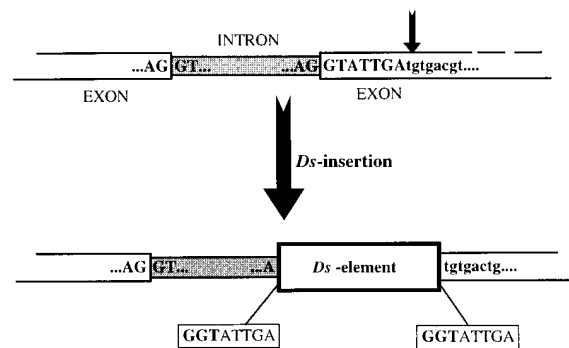 INTRON
...AG GT... ...AG GTATTGAtgtgacgt....
EXON EXON
Ds-insertion
...AG GT... ...A Ds -element tgtgactg....
GGTATTGA GGTATTGA